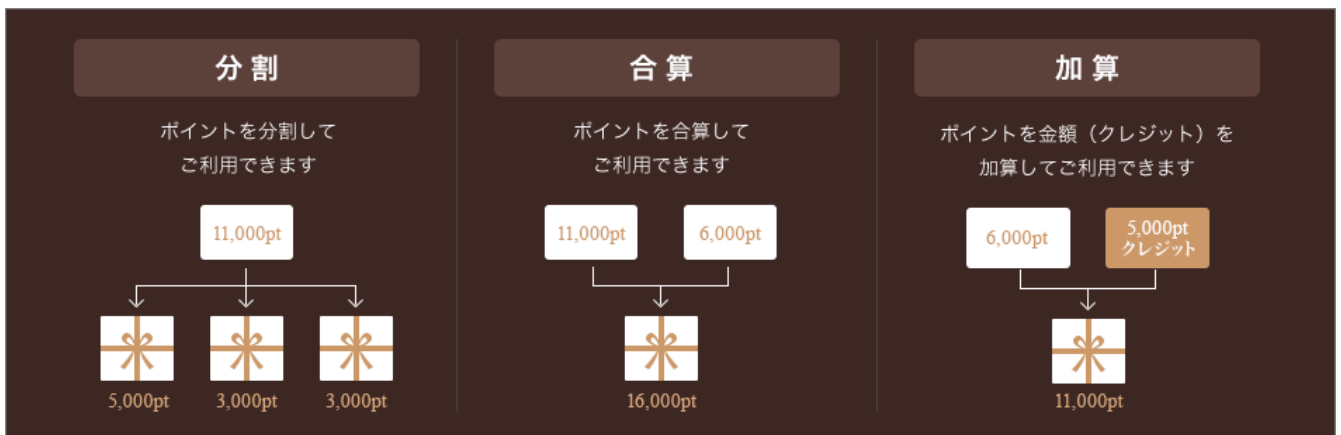 分割
ポイントを分割して
ご利用できます
11,000pt
5,000pt
3,000pt
3,000pt
合算
ポイントを合算して
ご利用できます
11,000pt
6,000pt
16,000pt
加算
ポイントを金額（クレジット）を
加算してご利用できます
6,000pt
5,000pt
クレジット
11,000pt